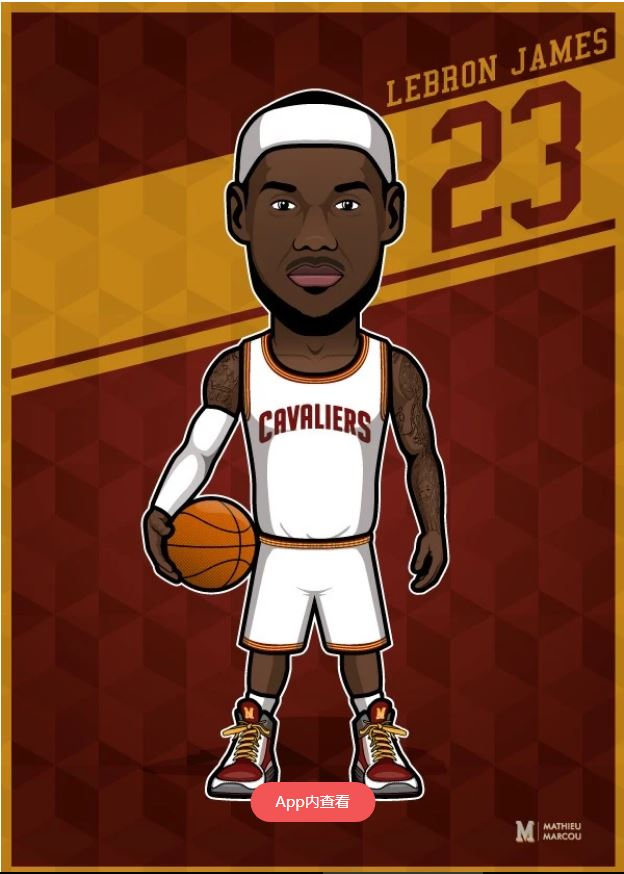 LEBRON JAMES
23
CAVALIERS
App内查看
M
MATHIEU
MARCOU